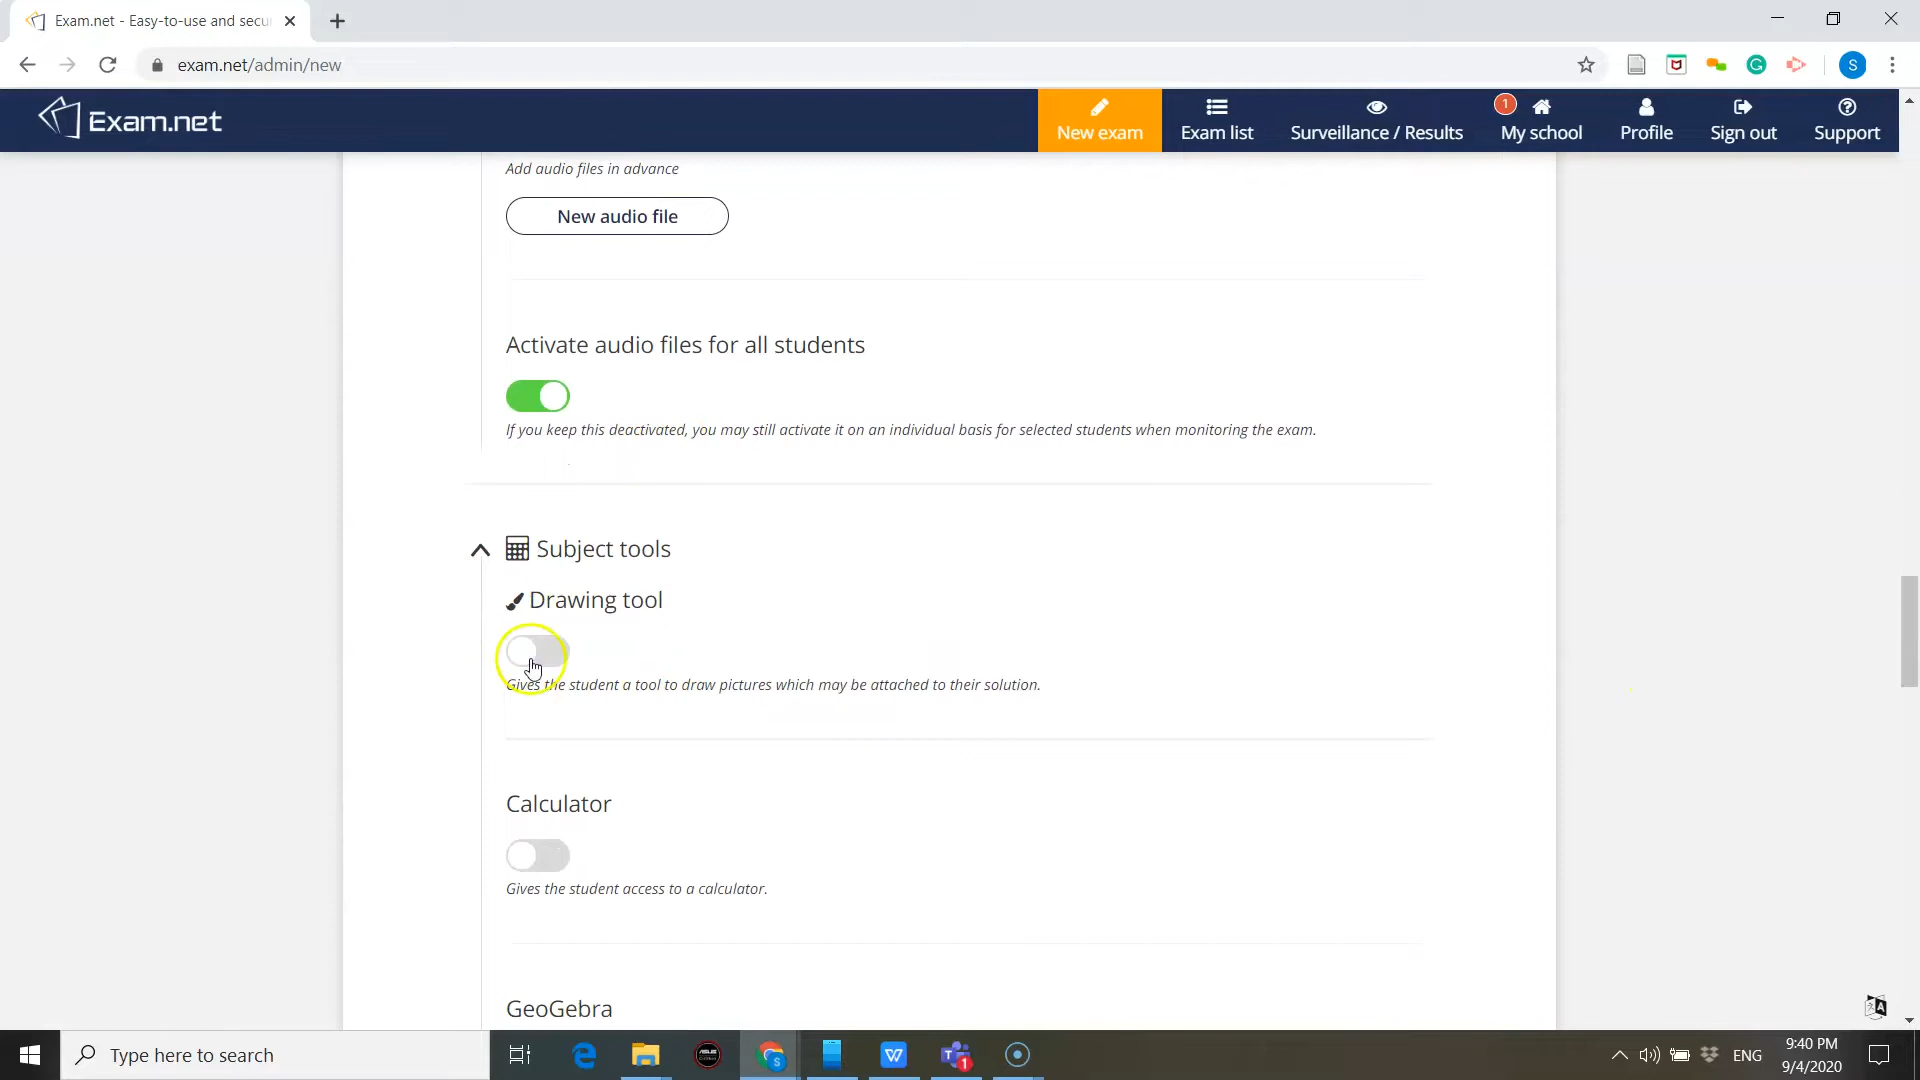 Exam.net - Easy-to-use and secu
exam.net/admin/new
S
Exam.net
New exam
Exam list
Surveillance / Results
1
My school
Profile
Sign out
Support
Add audio files in advance
New audio file
Activate audio files for all students
If you keep this deactivated, you may still activate it on an individual basis for selected students when monitoring the exam.
Subject tools
Drawing tool
Gives the student a tool to draw pictures which may be attached to their solution.
Calculator
Gives the student access to a calculator.
GeoGebra
Type here to search
ENG
9:40 PM
9/4/2020